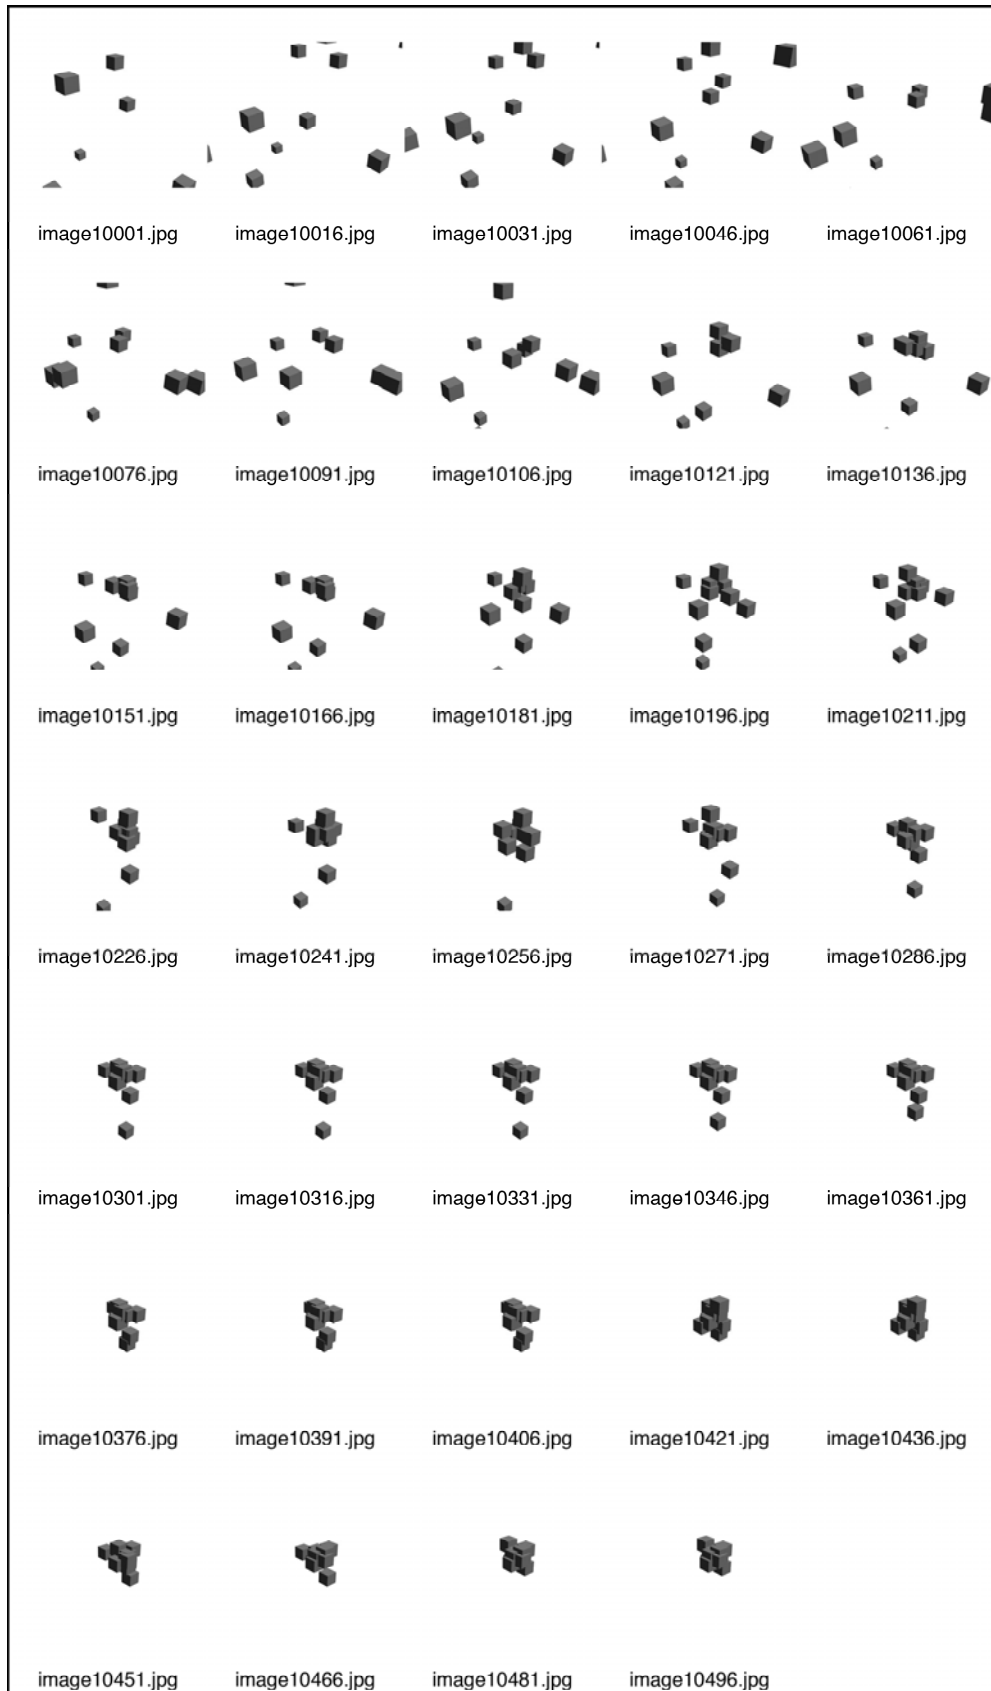 image10001.jpg image10016.jpg image10031.jpg image10046.jpg image10061.jpg
image10076.jpg image10091.jpg image10106.jpg image10121.jpg image10136.jpg
image10151.jpg image10166.jpg image10181.jpg image10196.jpg image10211.jpg
image10226.jpg image10241.jpg image10256.jpg image10271.jpg image10286.jpg
image10301.jpg image10316.jpg image10331.jpg image10346.jpg image10361.jpg
image10376.jpg image10391.jpg image10406.jpg image10421.jpg image10436.jpg
image10451.jpg image10466.jpg image10481.jpg image10496.jpg